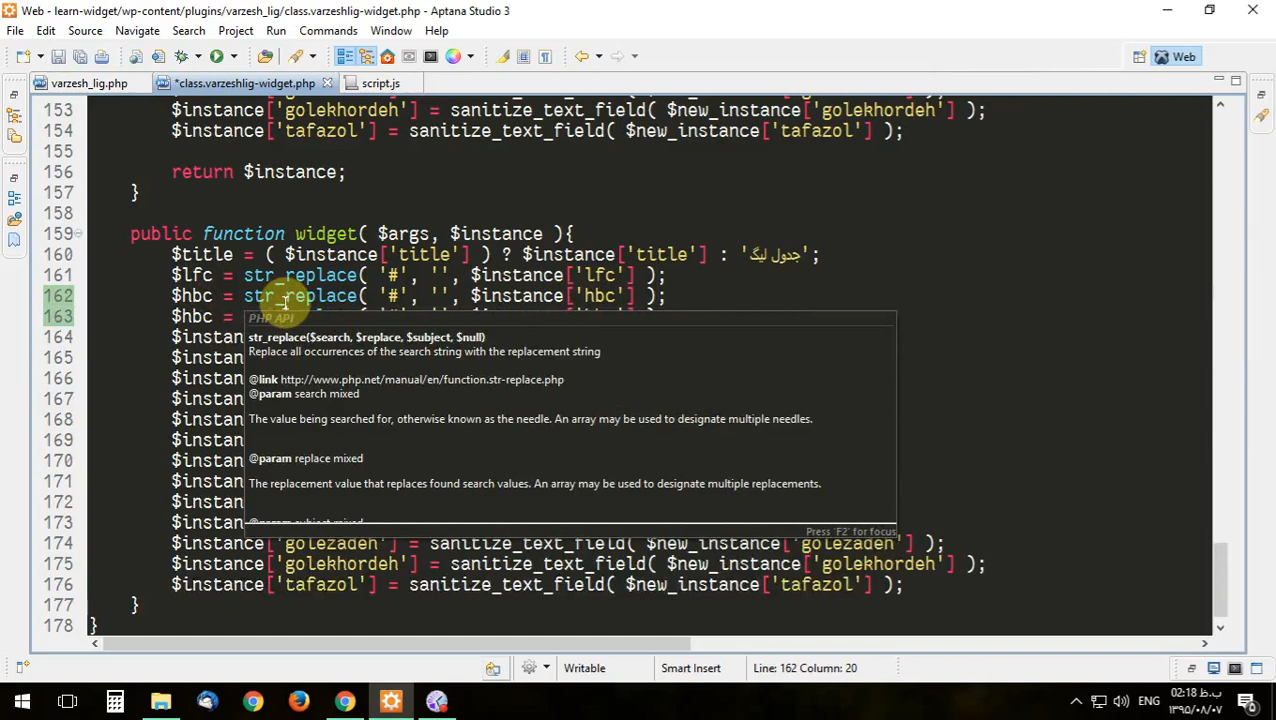 Web - learn-widget/wp-content/plugins/varzesh_lig/class.varzeshlig-widget.php - Aptana Studio 3
File Edit Source Navigate Search Project Run Commands Window Help
Web
varzesh_lig.php *class.varzeshlig-widget.php script.js
153 $instance['golekhordeh'] = sanitize_text_field( $new_instance['golekhordeh'] );
154 $instance['tafazol'] = sanitize_text_field( $new_instance['tafazol'] );
155
156 return $instance;
157 }
158
159 public function widget( $args, $instance ){
160 $title = ( $instance['title'] ) ? $instance['title'] : 'جدول لیگ';
161 $lfc = str_replace( '#', '', $instance['lfc'] );
162 $hbc = str_replace( '#', '', $instance['hbc'] );
163 $hbc =
PHP API
164 $instan
str_replace($search, $replace, $subject, $null)
Replace all occurrences of the search string with the replacement string
165 $instan
166 $instan
@link http://www.php.net/manual/en/function.str-replace.php
@param search mixed
167 $instan
168 $instan
The value being searched for, otherwise known as the needle. An array may be used to designate multiple needles.
169 $instan
170 $instan
@param replace mixed
171 $instan
The replacement value that replaces found search values. An array may be used to designate multiple replacements.
172 $instan
173 $instan
@param subject mixed
Press 'F2' for focus
174 $instance['golezadeh'] = sanitize_text_field( $new_instance['golezadeh'] );
175 $instance['golekhordeh'] = sanitize_text_field( $new_instance['golekhordeh'] );
176 $instance['tafazol'] = sanitize_text_field( $new_instance['tafazol'] );
177 }
178 }
Writable Smart Insert Line: 162 Column: 20
ENG 02:18 ب.ظ
۱۳۹۵/۰۸/۰۷